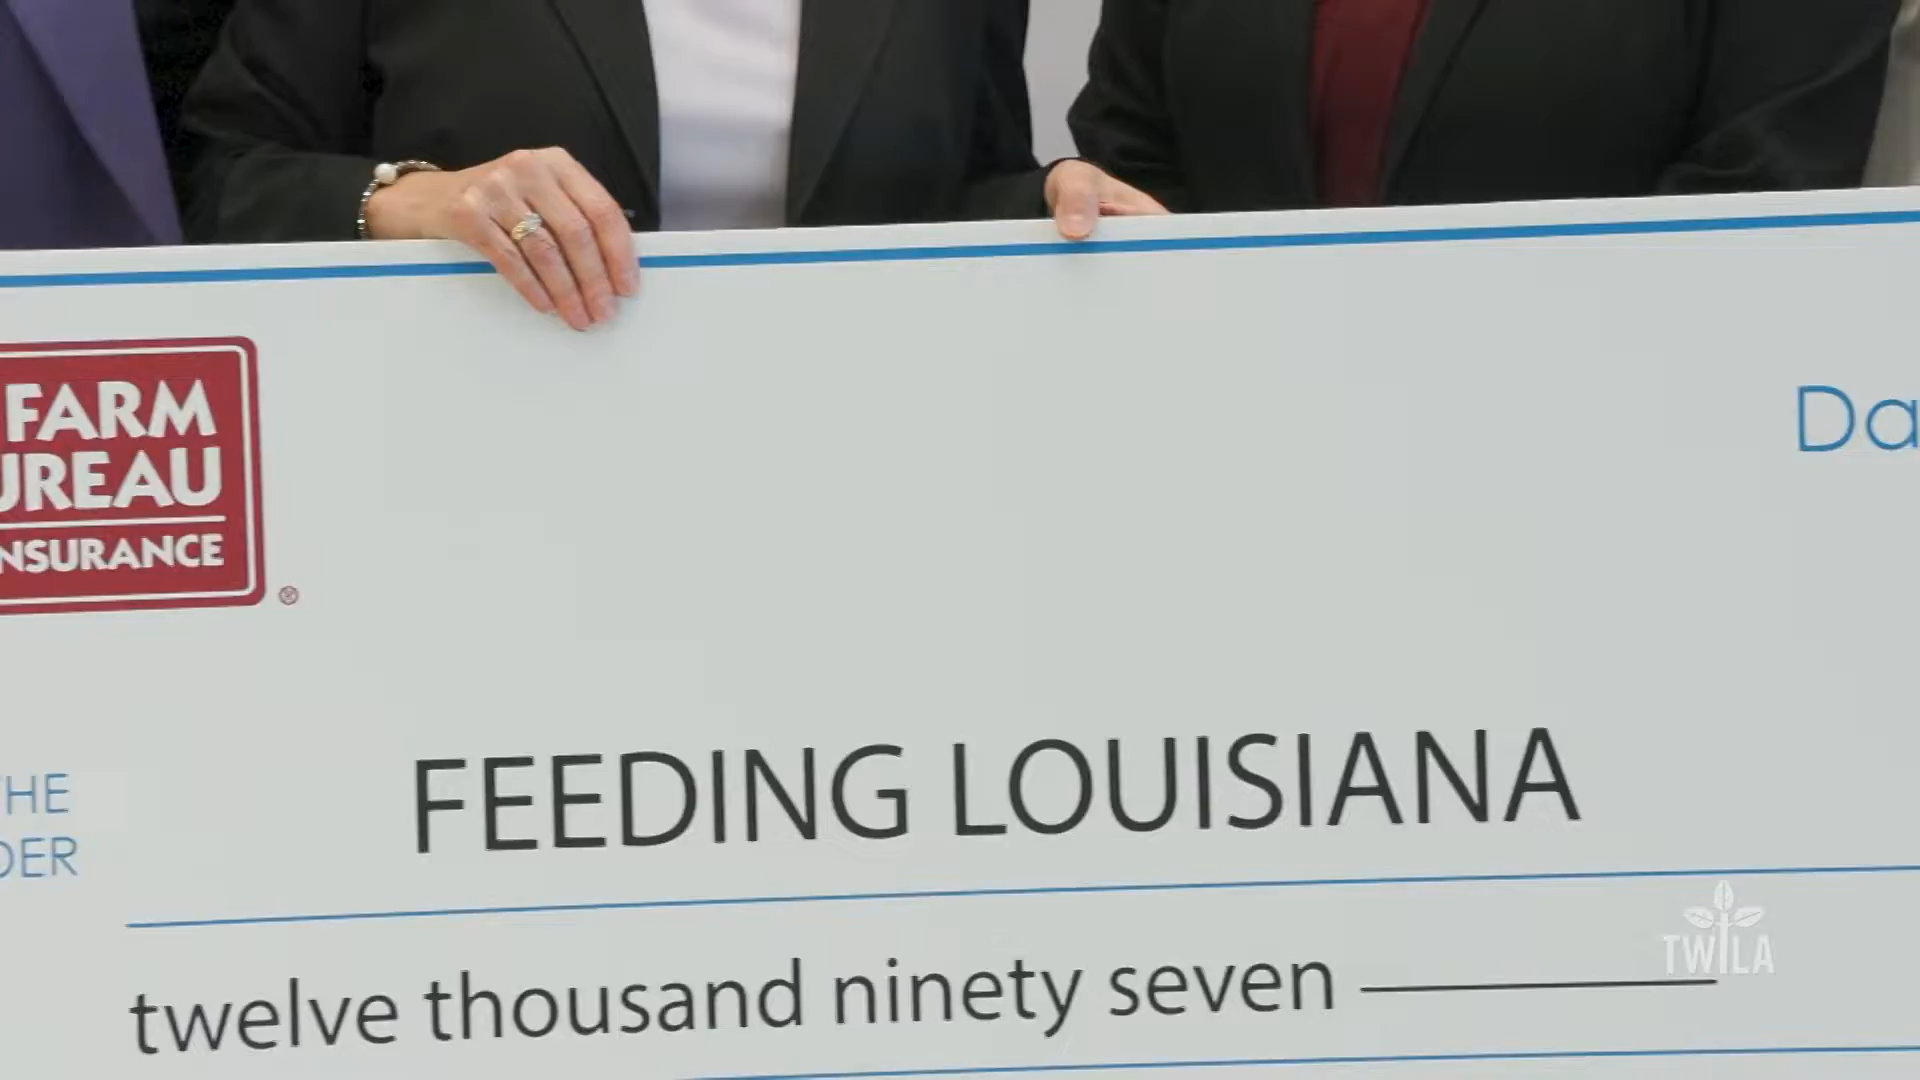 FARM
UREAU
NSURANCE
®
Da
HE
DER
FEEDING LOUISIANA
twelve thousand ninety seven
TWILA